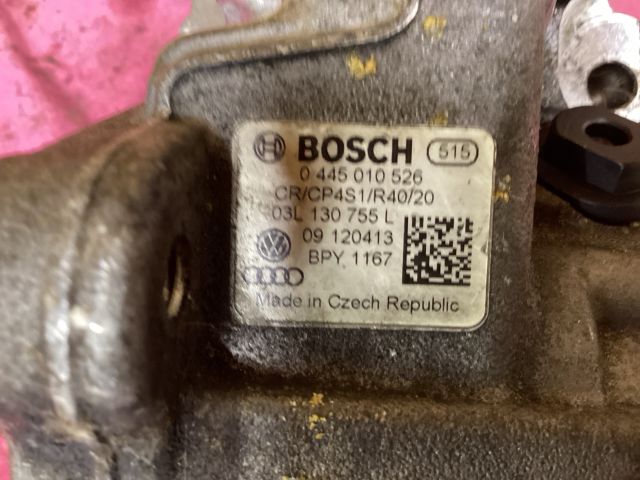 BOSCH 515
0 445 010 526
CR/CP4S1/R40/20
03L 130 755 L
09 120413
BPY 1167
Made in Czech Republic